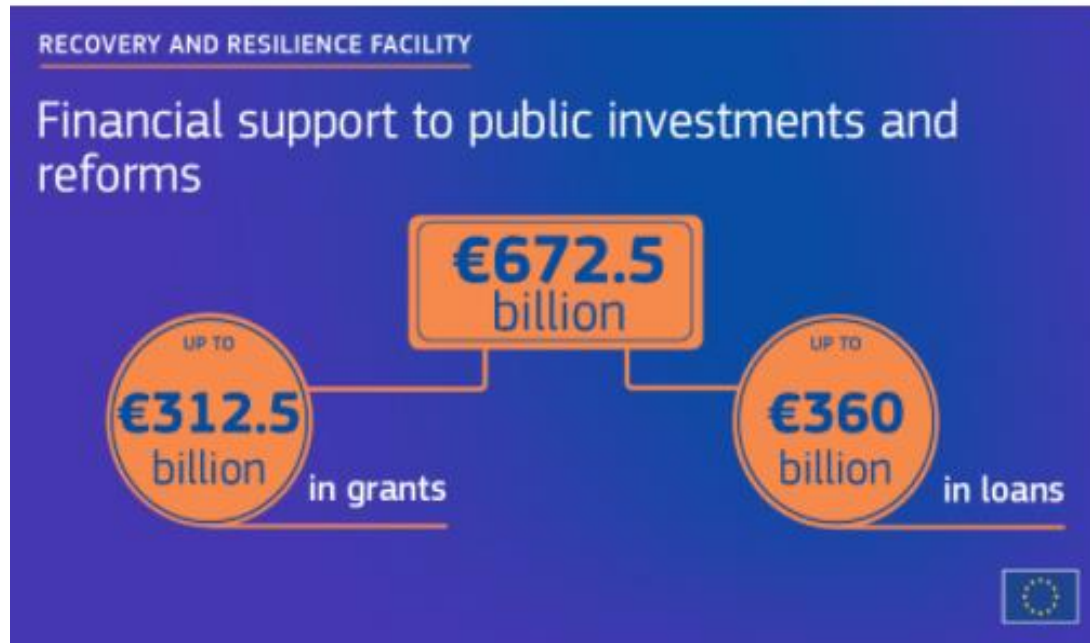 RECOVERY AND RESILIENCE FACILITY
Financial support to public investments and
reforms
€672.5
billion
UP TO
€312.5
billion
in grants
UP TO
€360
billion
in loans